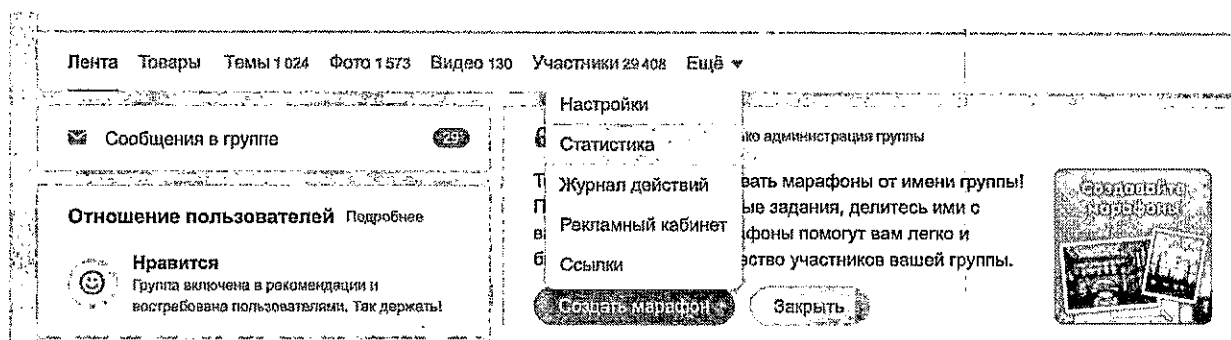 Лента Товары Темы 1 024 Фото 1 573 Видео 130 Участники 29 408 Ещё
Настройки
Статистика
Журнал действий
Рекламный кабинет
Ссылки
Сообщения в группе 29
Отношение пользователей Подробнее
Нравится
Группа включена в рекомендации и
востребована пользователями. Так держать!
ко администрация группы
вать марафоны от имени группы!
ые задания, делитесь ими с
фоны помогут вам легко и
ество участников вашей группы.
Создать марафон Закрыть
Создавайте
марафоны